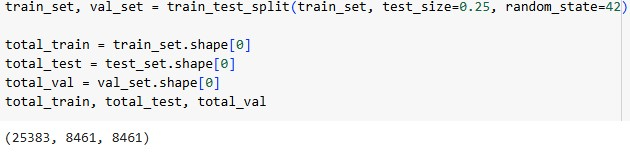 train_set, val_set = train_test_split(train_set, test_size=0.25, random_state=42)
total_train = train_set.shape[0]
total_test = test_set.shape[0]
total_val = val_set.shape[0]
total_train, total_test, total_val
(25383, 8461, 8461)